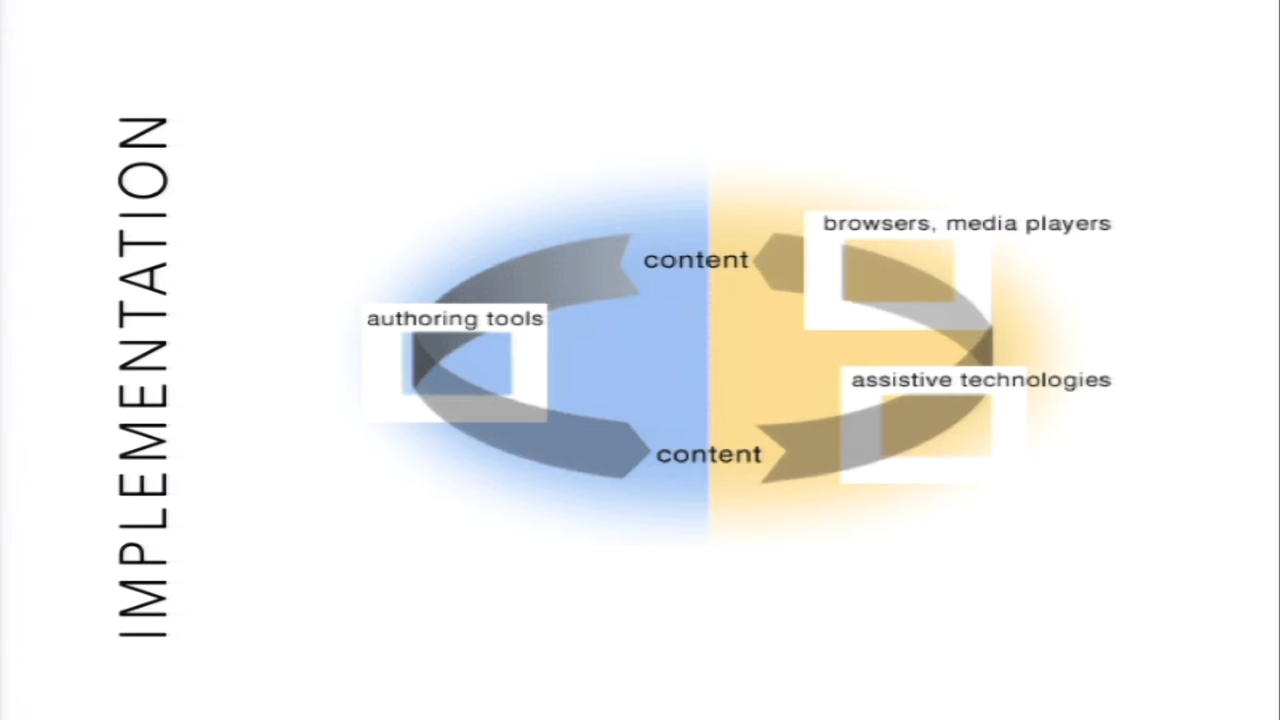 IMPLEMENTATION
browsers, media players
content
authoring tools
assistive technologies
content